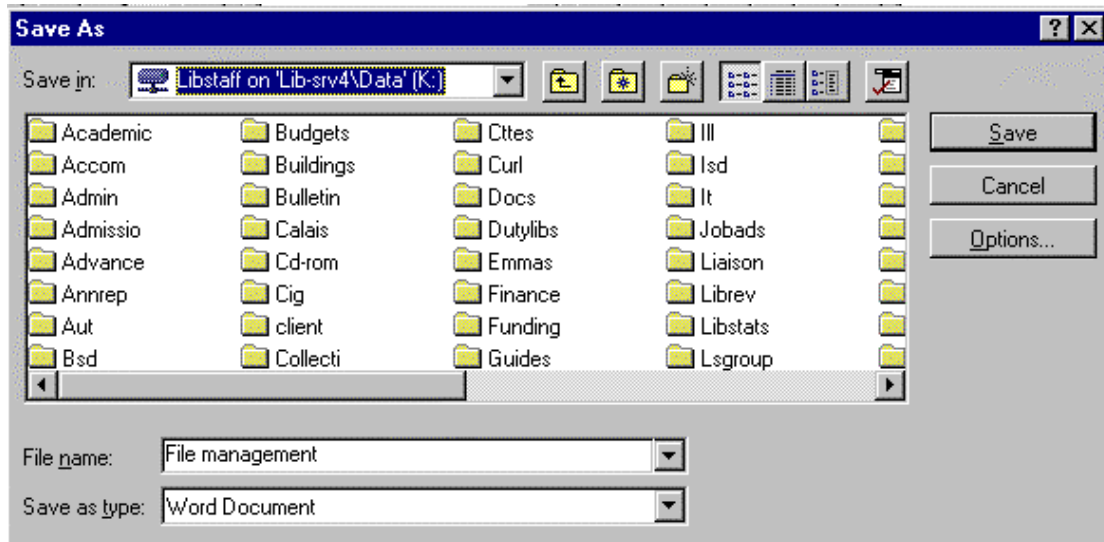 Save As
Save in: Libstaff on 'Lib-srv4\Data' (K:)
Academic Budgets Cttes Ill Save
Accom Buildings Curl Isd
Admin Bulletin Docs It Cancel
Admissio Calais Dutylibs Jobads
Advance Cd-rom Emmas Liaison Options...
Annrep Cig Finance Librev
Aut client Funding Libstats
Bsd Collecti Guides Lsgroup
File name: File management
Save as type: Word Document